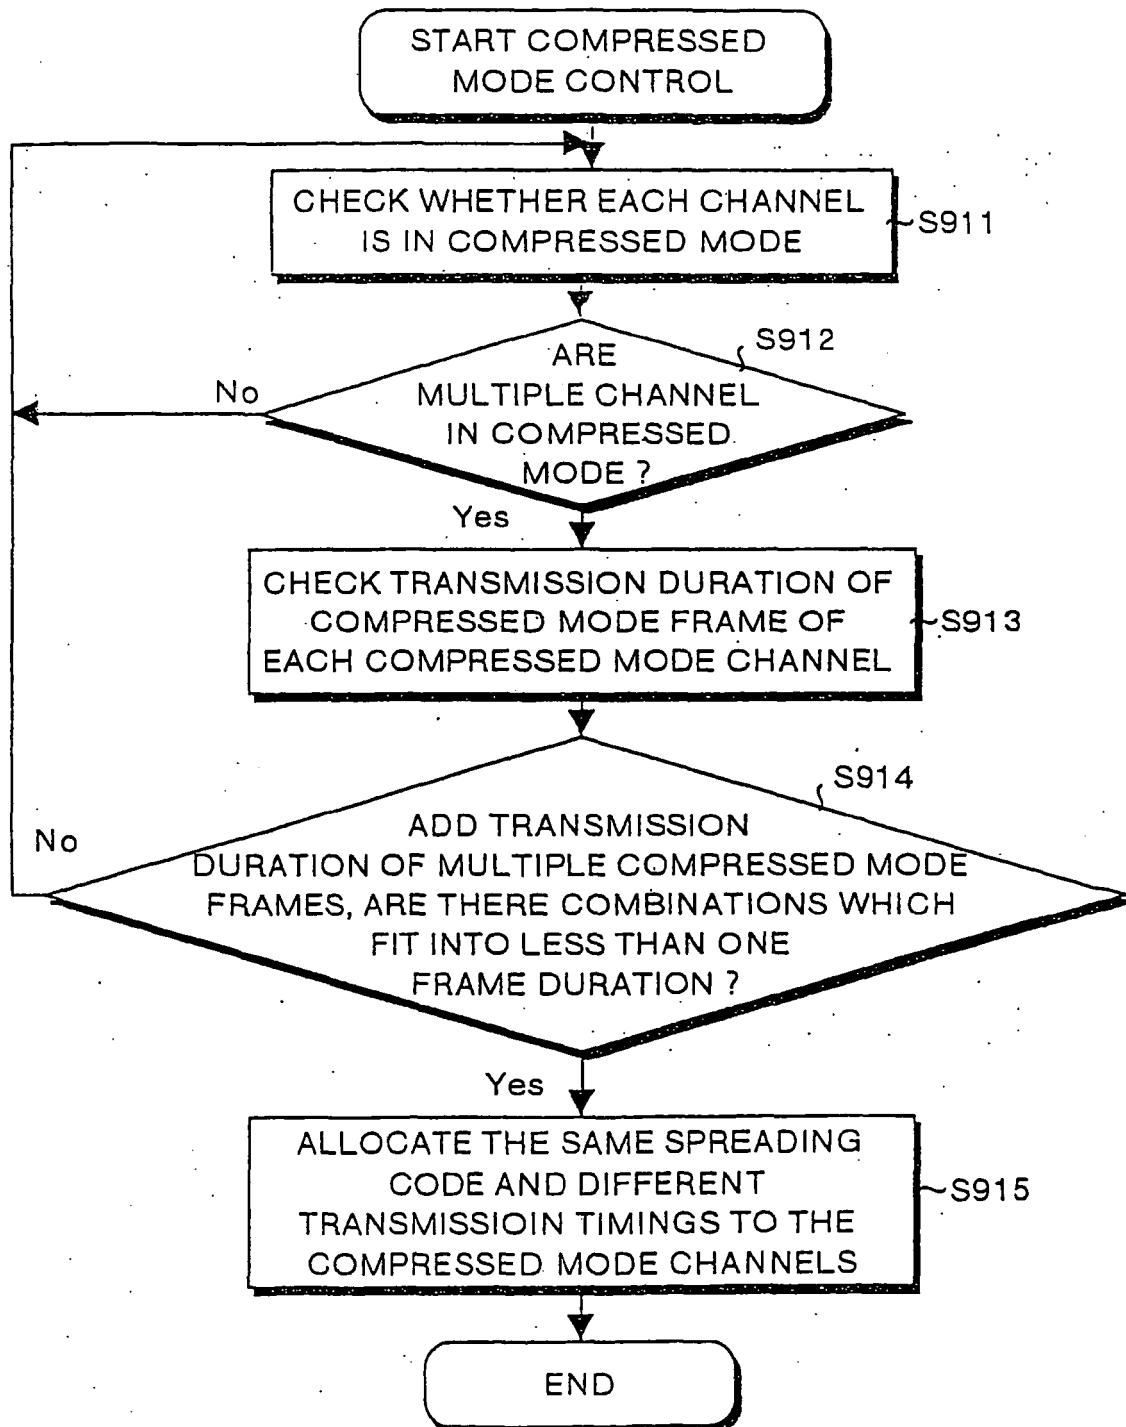 START COMPRESSED
MODE CONTROL
CHECK WHETHER EACH CHANNEL
IS IN COMPRESSED MODE
S911
S912
ARE
MULTIPLE CHANNEL
IN COMPRESSED
MODE ?
No
Yes
CHECK TRANSMISSION DURATION OF
COMPRESSED MODE FRAME OF
EACH COMPRESSED MODE CHANNEL
S913
S914
ADD TRANSMISSION
DURATION OF MULTIPLE COMPRESSED MODE
FRAMES, ARE THERE COMBINATIONS WHICH
FIT INTO LESS THAN ONE
FRAME DURATION ?
No
Yes
ALLOCATE THE SAME SPREADING
CODE AND DIFFERENT
TRANSMISSIOIN TIMINGS TO THE
COMPRESSED MODE CHANNELS
S915
END